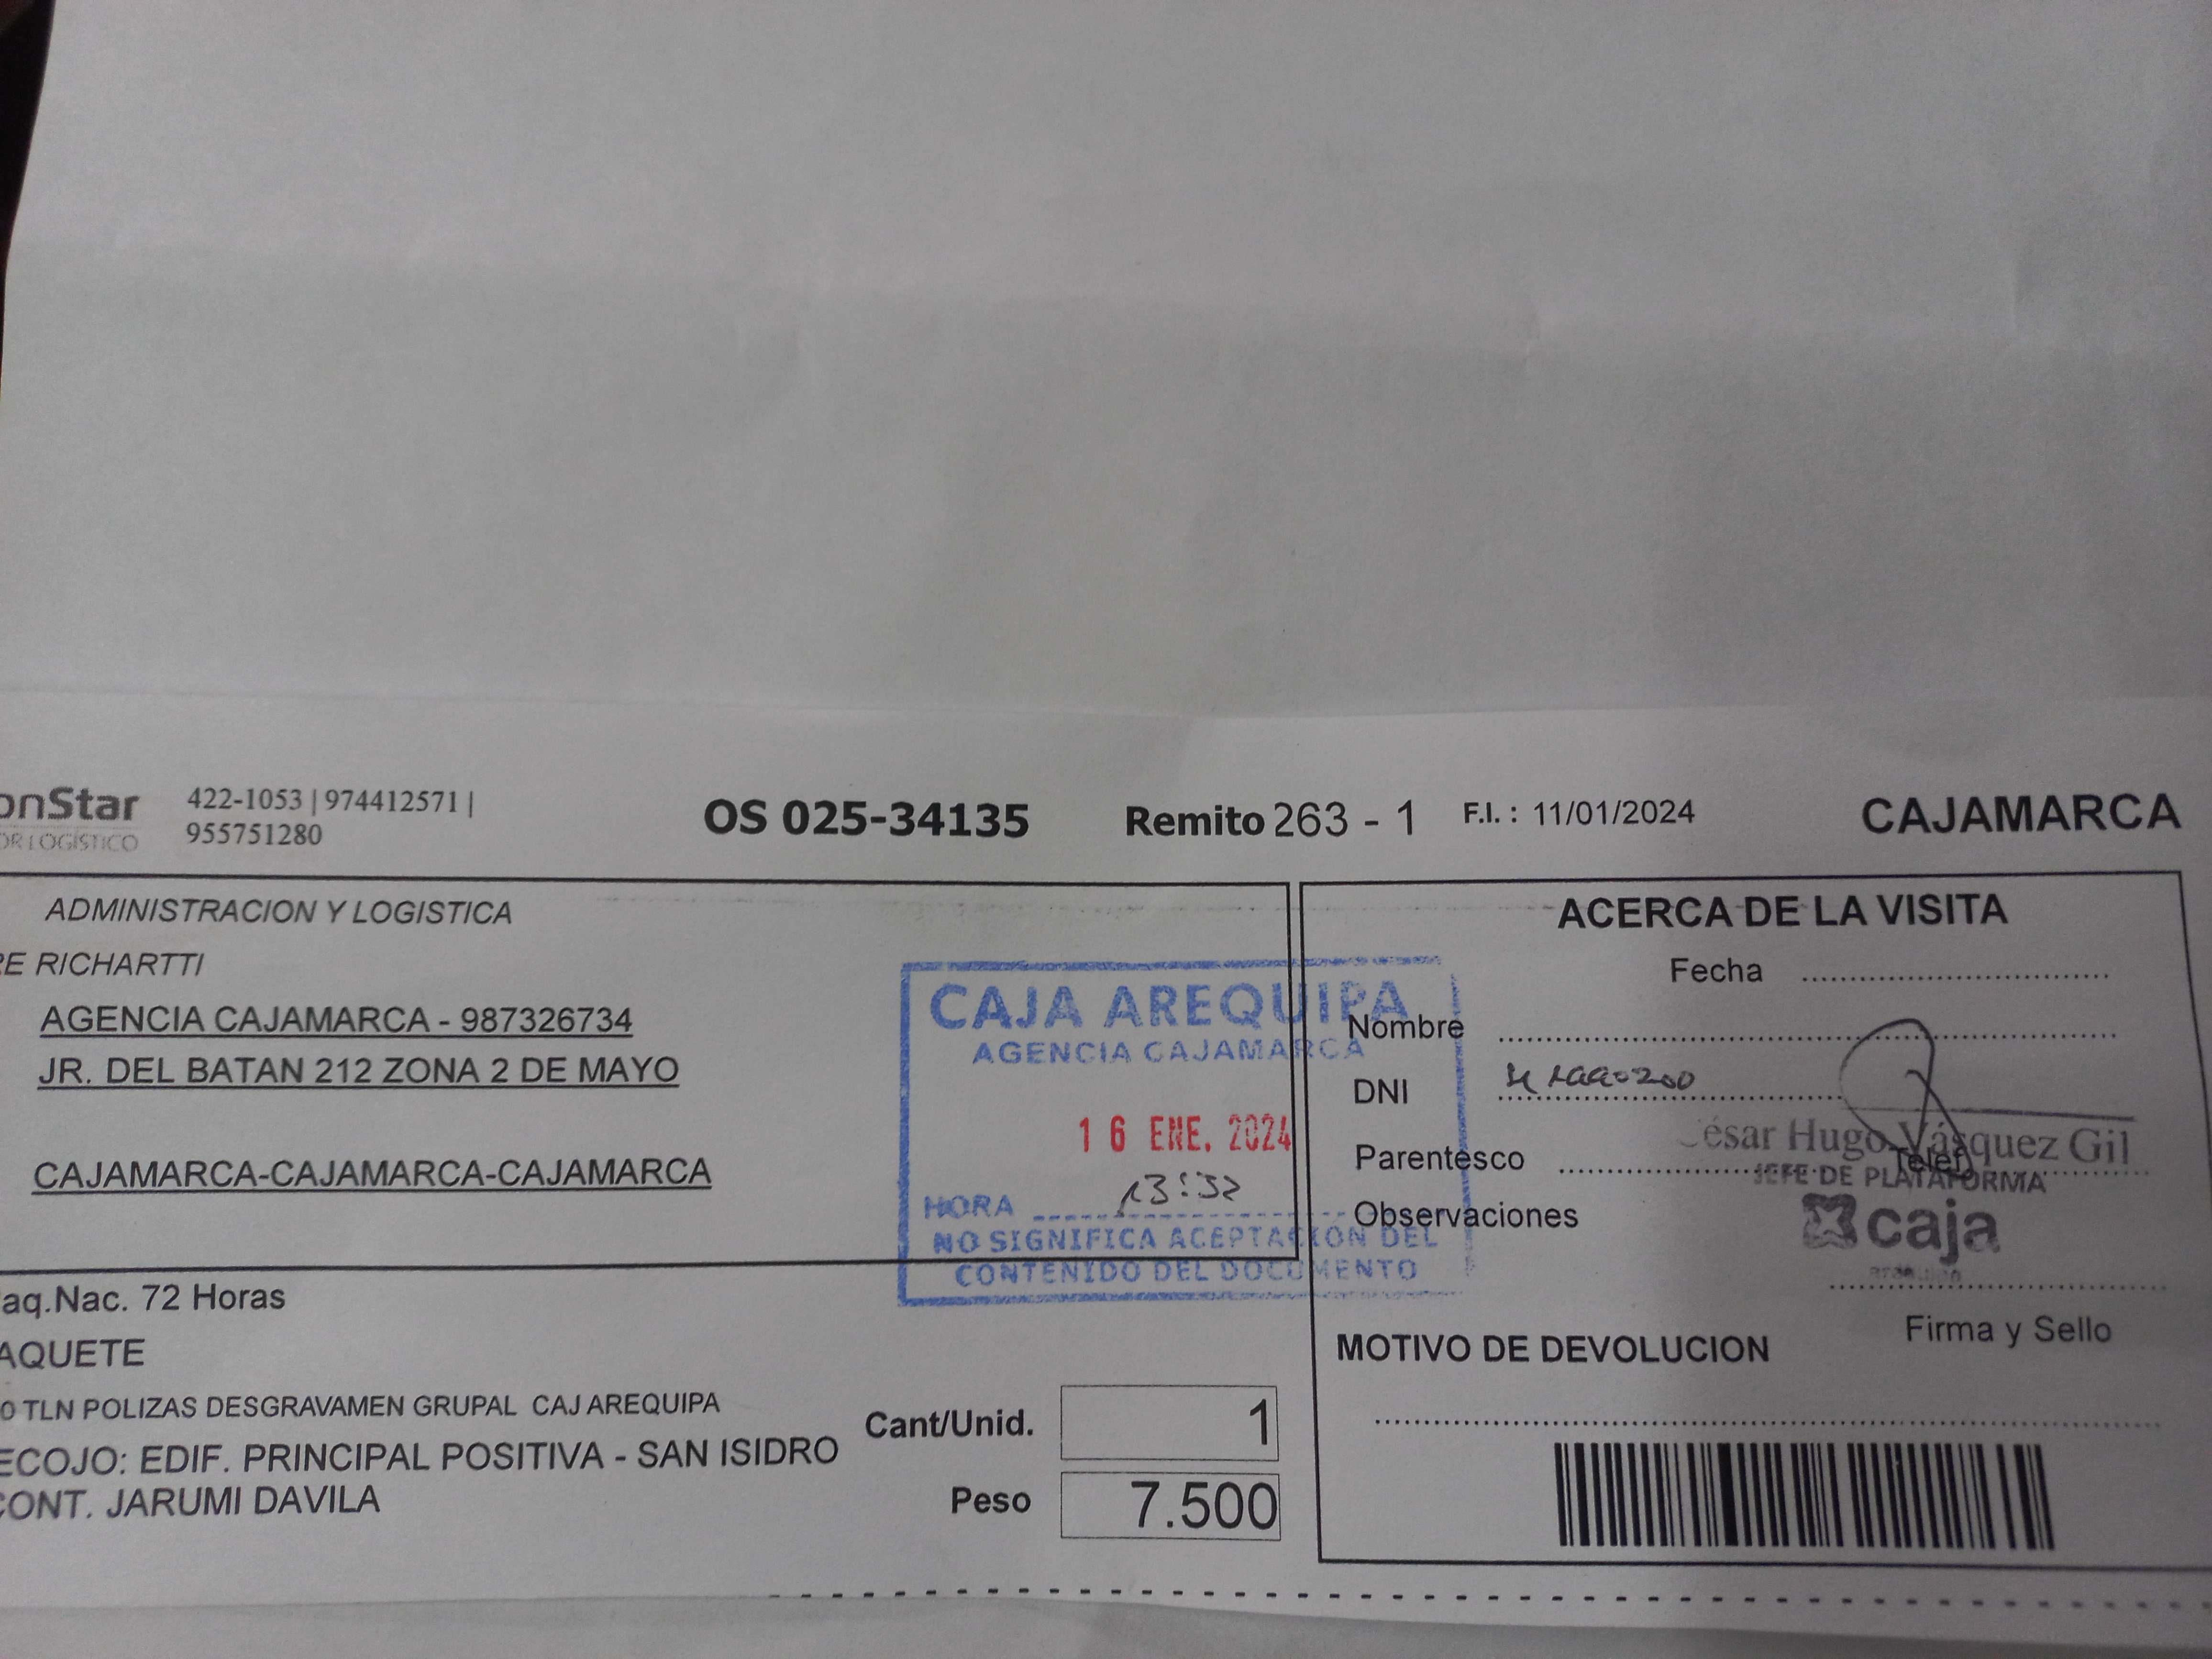 onStar
OR LOGÍSTICO
422-1053 | 974412571 |
955751280
OS 025-34135
Remito 263 - 1
F.I. : 11/01/2024
CAJAMARCA
ADMINISTRACION Y LOGISTICA
RE RICHARTTI
AGENCIA CAJAMARCA - 987326734
JR. DEL BATAN 212 ZONA 2 DE MAYO
CAJAMARCA-CAJAMARCA-CAJAMARCA
CAJA AREQUIPA
AGENCIA CAJAMARCA
16 ENE. 2024
HORA 13:32
NO SIGNIFICA ACEPTACIÓN DEL
CONTENIDO DEL DOCUMENTO
aq.Nac. 72 Horas
AQUETE
0 TLN POLIZAS DESGRAVAMEN GRUPAL CAJ AREQUIPA
ECOJO: EDIF. PRINCIPAL POSITIVA - SAN ISIDRO
CONT. JARUMI DAVILA
Cant/Unid. 1
Peso 7.500
ACERCA DE LA VISITA
Fecha
Nombre
DNI
César Hugo Vásquez Gil
Parentesco
Telef
JEFE DE PLATAFORMA
Observaciones
caja
arequipa
Firma y Sello
MOTIVO DE DEVOLUCION